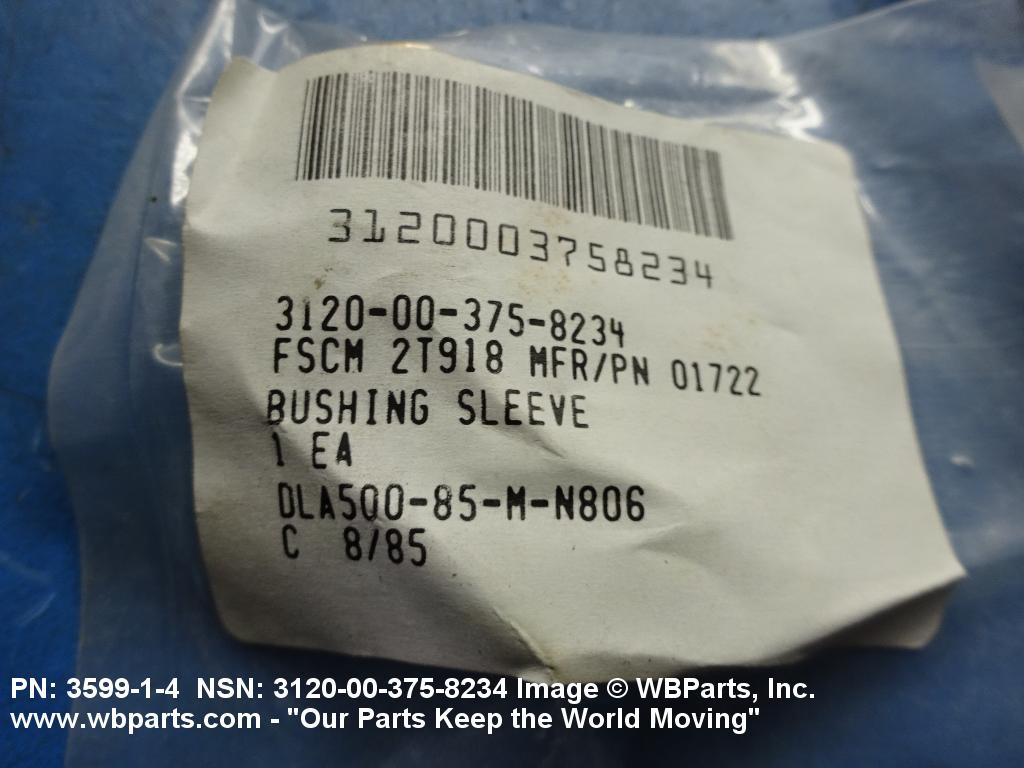 3120003758234
3120-00-375-8234
FSCM 2T918 MFR/PN 01722
BUSHING SLEEVE
1 EA
DLA500-85-M-N806
C 8/85
PN: 3599-1-4 NSN: 3120-00-375-8234 Image © WBParts, Inc.
www.wbparts.com - "Our Parts Keep the World Moving"